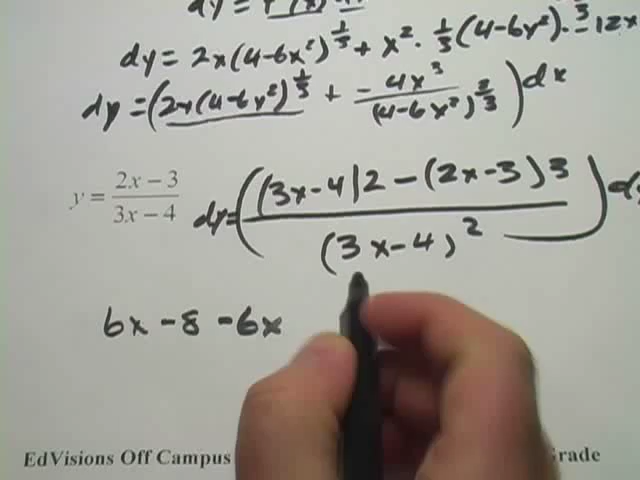 dy = 2x(4-6x²)^⅓ + x² · ⅓(4-6x²) · -12x
dy = (2x(4-6x²)^⅓ + -4x³/(4-6x²)^⅔)dx
y = (2x − 3)/(3x − 4) dy = (((3x-4)2 - (2x-3)3)/(3x-4)²)
6x - 8 - 6x
EdVisions Off Campus Grade